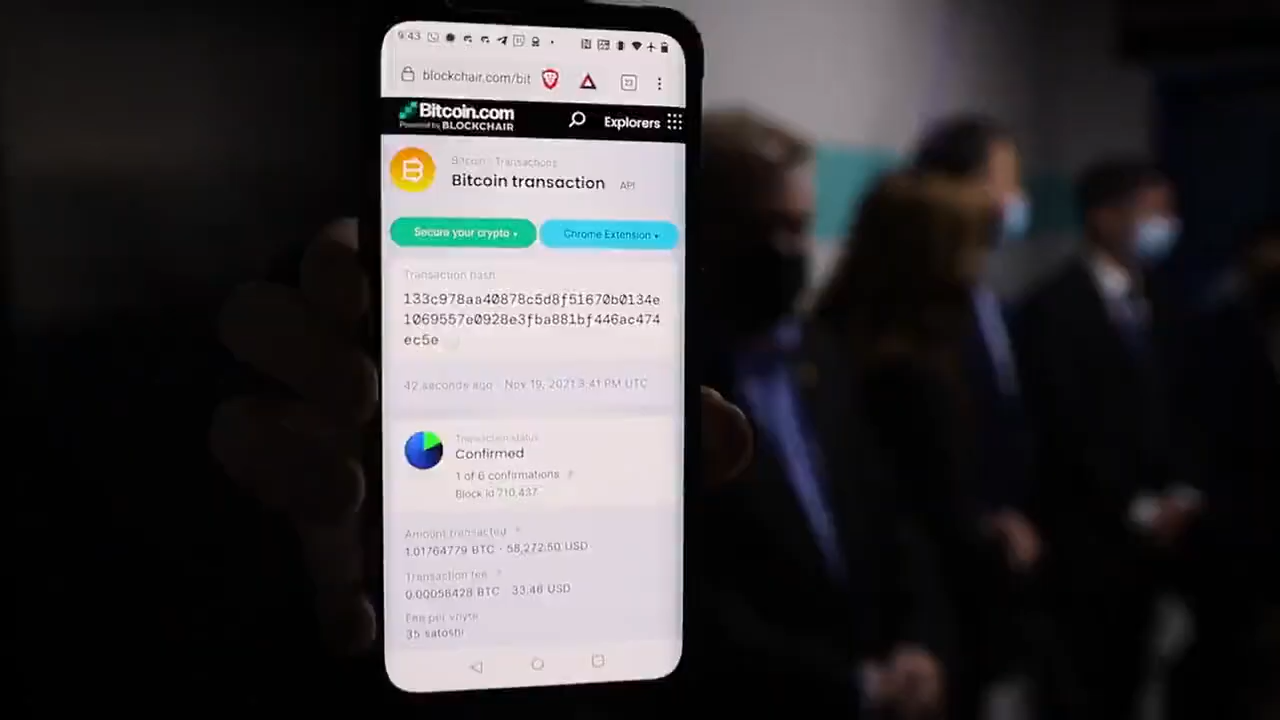 9:43
blockchair.com/bit
23
Bitcoin.com
Powered by BLOCKCHAIR
Explorers
Bitcoin · Transactions
Bitcoin transaction API
Secure your crypto
Chrome Extension
Transaction hash
133c978aa40878c5d8f51670b0134e
1069557e0928e3fba881bf446ac474
ec5e
42 seconds ago · Nov 19, 2021 3:41 PM UTC
Transaction status
Confirmed
1 of 6 confirmations
Block id 710,437
Amount transacted
1.01764779 BTC · 58,272.50 USD
Transaction fee
0.00058428 BTC · 33.46 USD
Fee per vbyte
35 satoshi